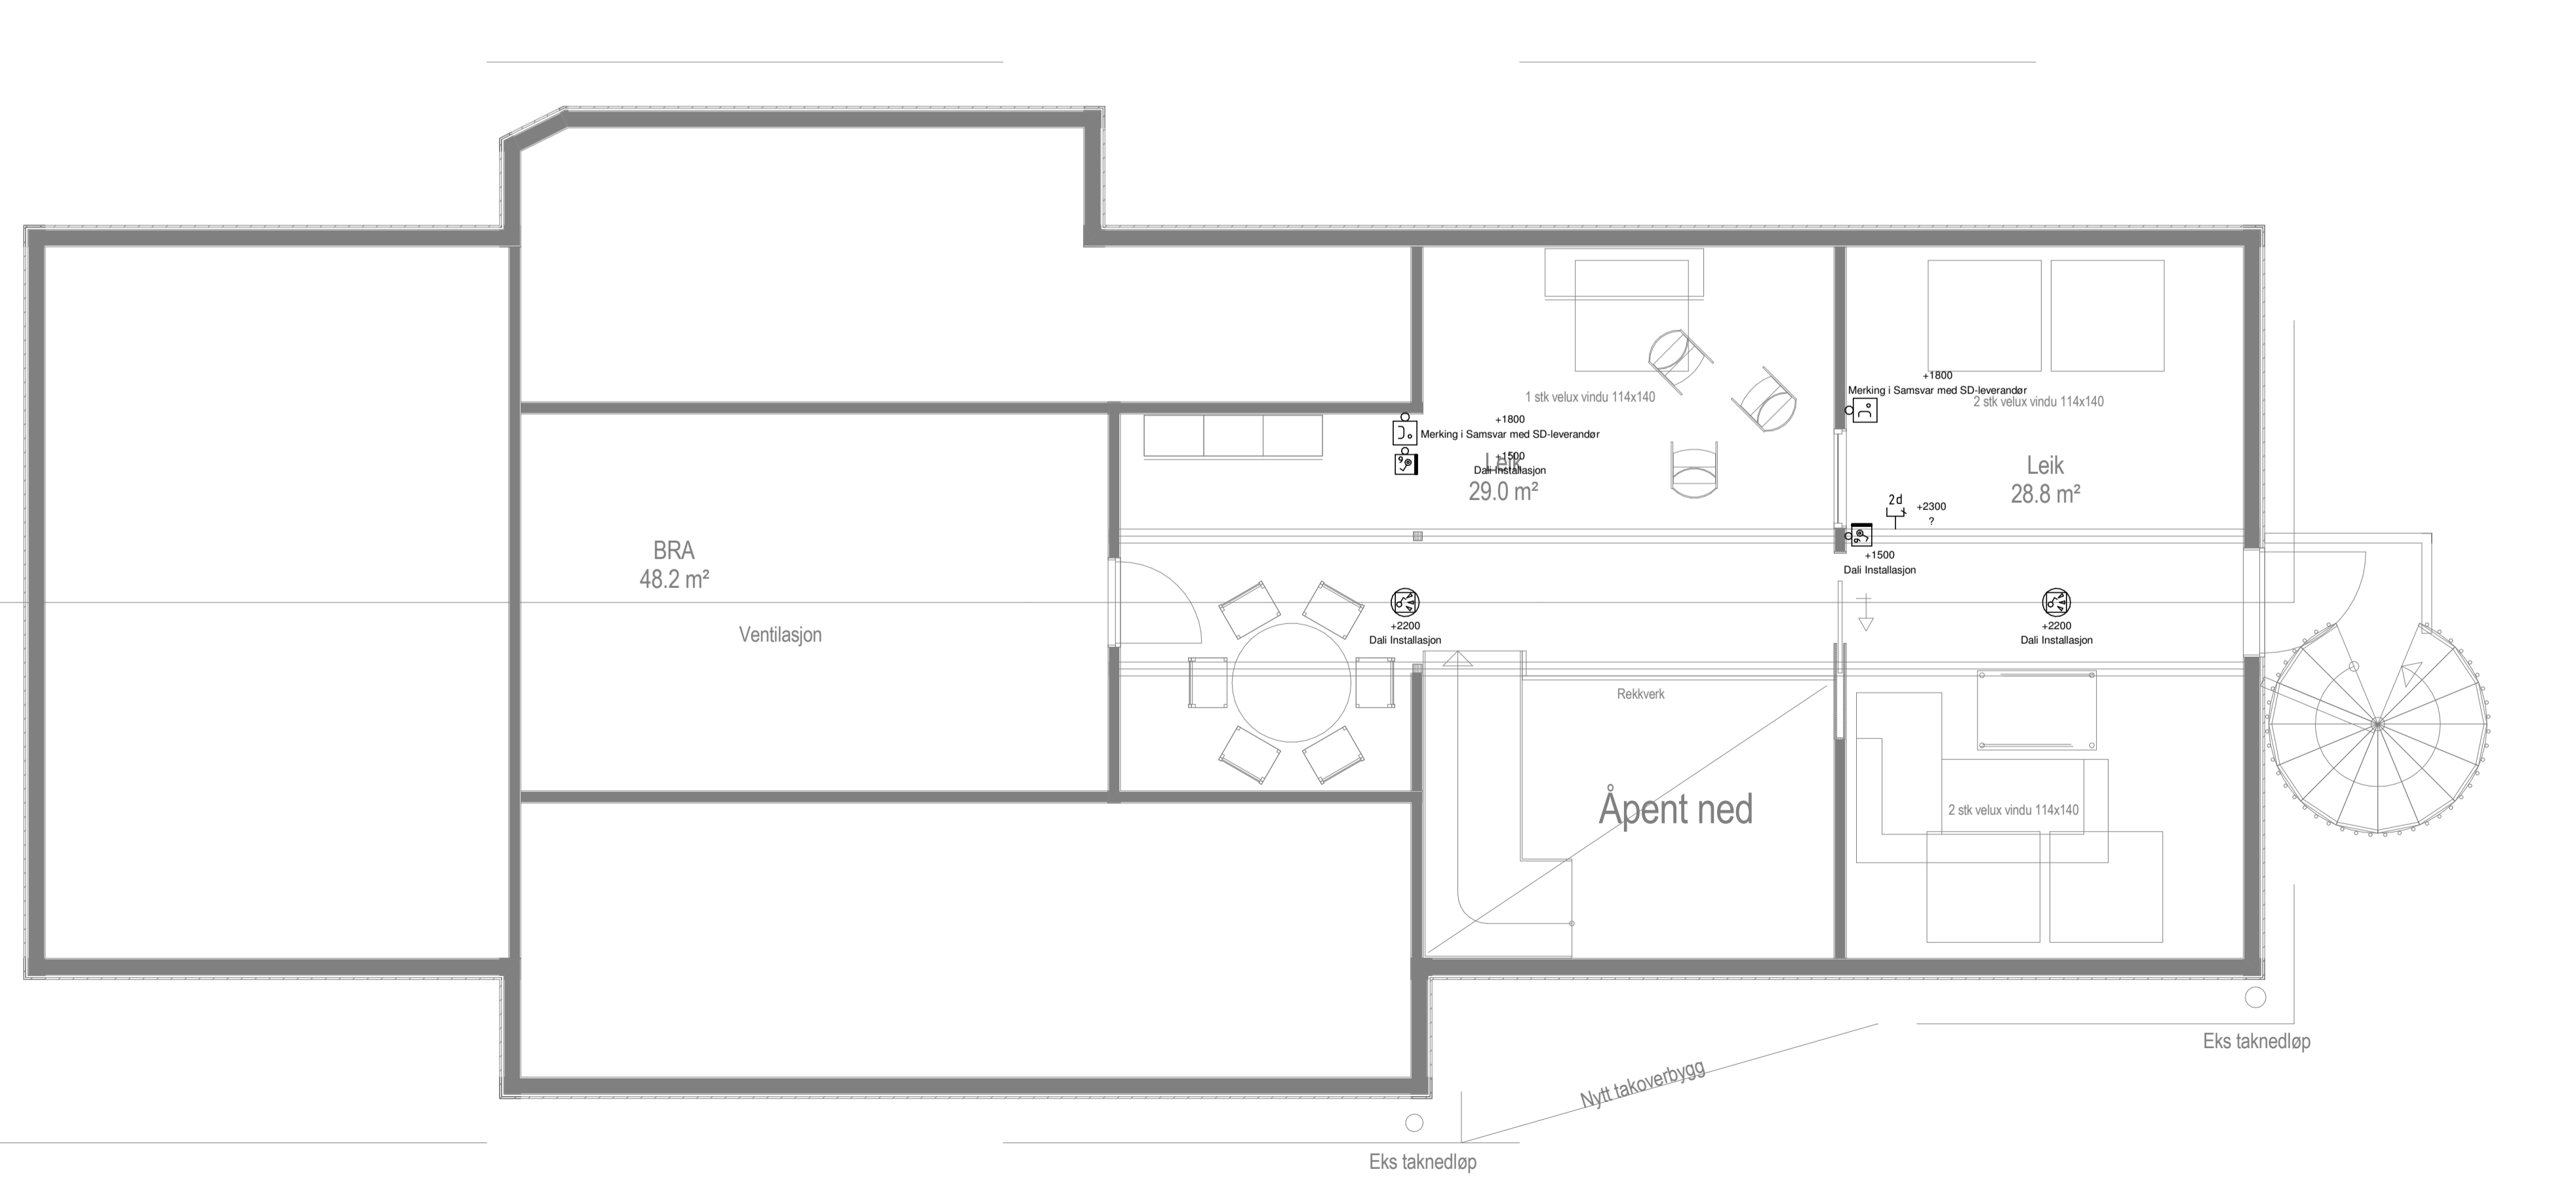 +1800
Merking i Samsvar med SD-leverandør
2 stk velux vindu 114x140
1 stk velux vindu 114x140
+1800
Merking i Samsvar med SD-leverandør
+1500
Leik
Dali Installasjon
29.0 m²
Leik
28.8 m²
2d
+2300
?
+1500
Dali Installasjon
BRA
48.2 m²
Ventilasjon
+2200
Dali Installasjon
+2200
Dali Installasjon
Rekkverk
Åpent ned
2 stk velux vindu 114x140
Eks taknedløp
Nytt takoverbygg
Eks taknedløp